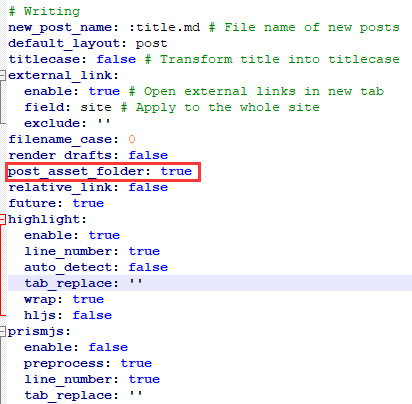 # Writing
new_post_name: :title.md # File name of new posts
default_layout: post
titlecase: false # Transform title into titlecase
external_link:
  enable: true # Open external links in new tab
  field: site # Apply to the whole site
  exclude: ''
filename_case: 0
render_drafts: false
post_asset_folder: true
relative_link: false
future: true
highlight:
  enable: true
  line_number: true
  auto_detect: false
  tab_replace: ''
  wrap: true
  hljs: false
prismjs:
  enable: false
  preprocess: true
  line_number: true
  tab_replace: ''